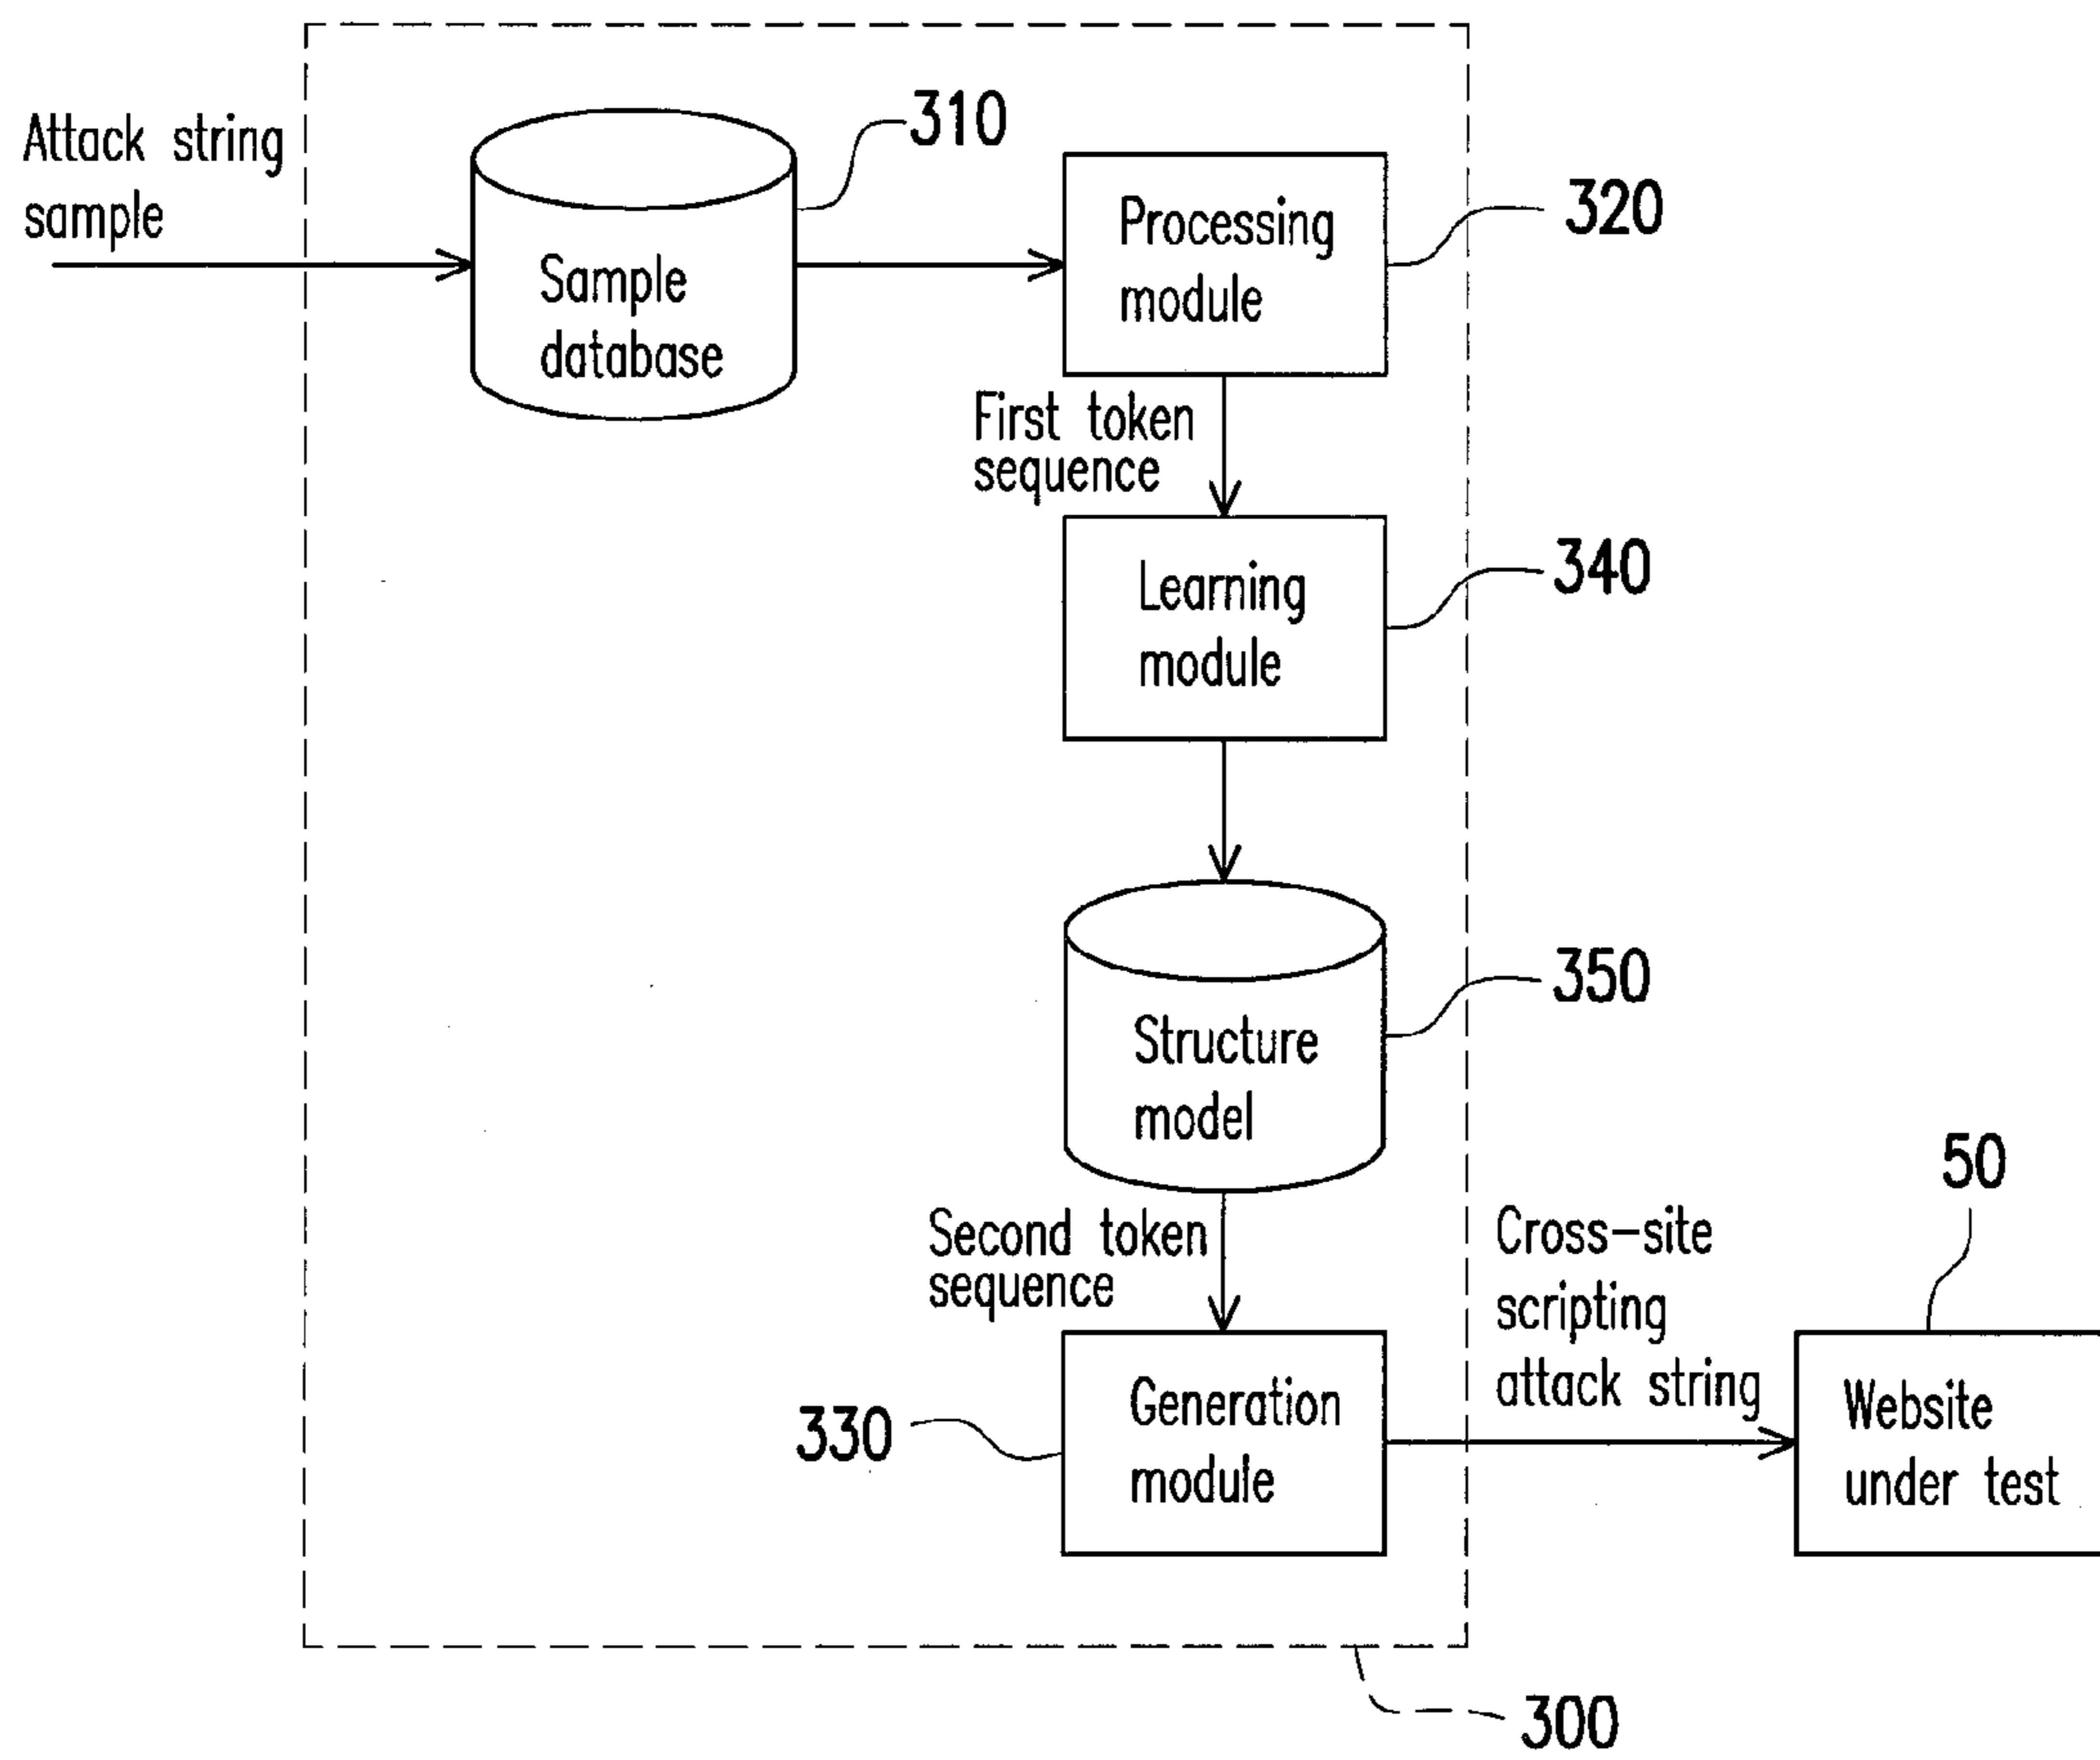 Attack string
sample
310
Sample
database
Processing
module
320
First token
sequence
Learning
module
340
Structure
model
350
Second token
sequence
Generation
module
330
Cross-site
scripting
attack string
50
Website
under test
300